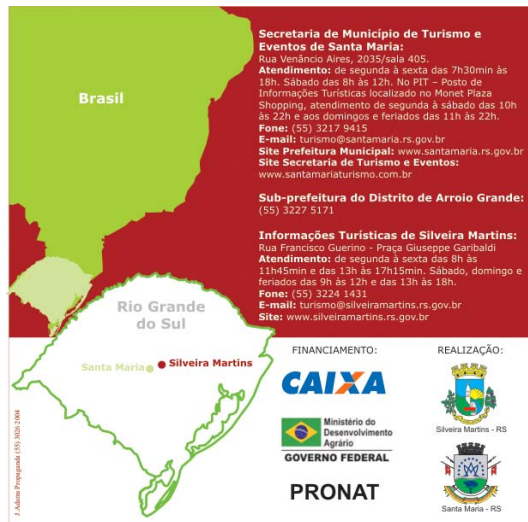 Brasil
Secretaria de Município de Turismo e
Eventos de Santa Maria:
Rua Venâncio Aires, 2035/sala 405.
Atendimento: de segunda à sexta das 7h30min às
18h. Sábado das 8h às 12h. No PIT – Posto de
Informações Turísticas localizado no Monet Plaza
Shopping, atendimento de segunda à sábado das 10h
às 22h e aos domingos e feriados das 11h às 22h.
Fone: (55) 3217 9415
E-mail: turismo@santamaria.rs.gov.br
Site Prefeitura Municipal: www.santamaria.rs.gov.br
Site Secretaria de Turismo e Eventos:
www.santamariaturismo.com.br
Sub-prefeitura do Distrito de Arroio Grande:
(55) 3227 5171
Informações Turísticas de Silveira Martins:
Rua Francisco Guerino - Praça Giuseppe Garibaldi
Atendimento: de segunda à sexta das 8h às
11h45min e das 13h às 17h15min. Sábado, domingo e
feriados das 9h às 12h e das 13h às 18h.
Fone: (55) 3224 1431
E-mail: turismo@silveiramartins.rs.gov.br
Site: www.silveiramartins.rs.gov.br
Rio Grande
do Sul
Santa Maria
Silveira Martins
FINANCIAMENTO:
CAIXA
Ministério do
Desenvolvimento
Agrário
GOVERNO FEDERAL
PRONAT
REALIZAÇÃO:
Silveira Martins - RS
Santa Maria - RS
J. Adams Propaganda (55) 3026 2004